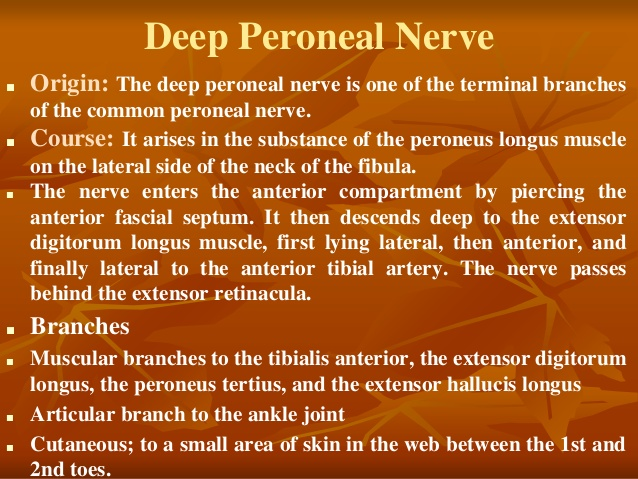 Deep Peroneal Nerve
Origin: The deep peroneal nerve is one of the terminal branches
of the common peroneal nerve.
Course: It arises in the substance of the peroneus longus muscle
on the lateral side of the neck of the fibula.
The nerve enters the anterior compartment by piercing the
anterior fascial septum. It then descends deep to the extensor
digitorum longus muscle, first lying lateral, then anterior, and
finally lateral to the anterior tibial artery. The nerve passes
behind the extensor retinacula.
Branches
Muscular branches to the tibialis anterior, the extensor digitorum
longus, the peroneus tertius, and the extensor hallucis longus
Articular branch to the ankle joint
Cutaneous; to a small area of skin in the web between the 1st and
2nd toes.